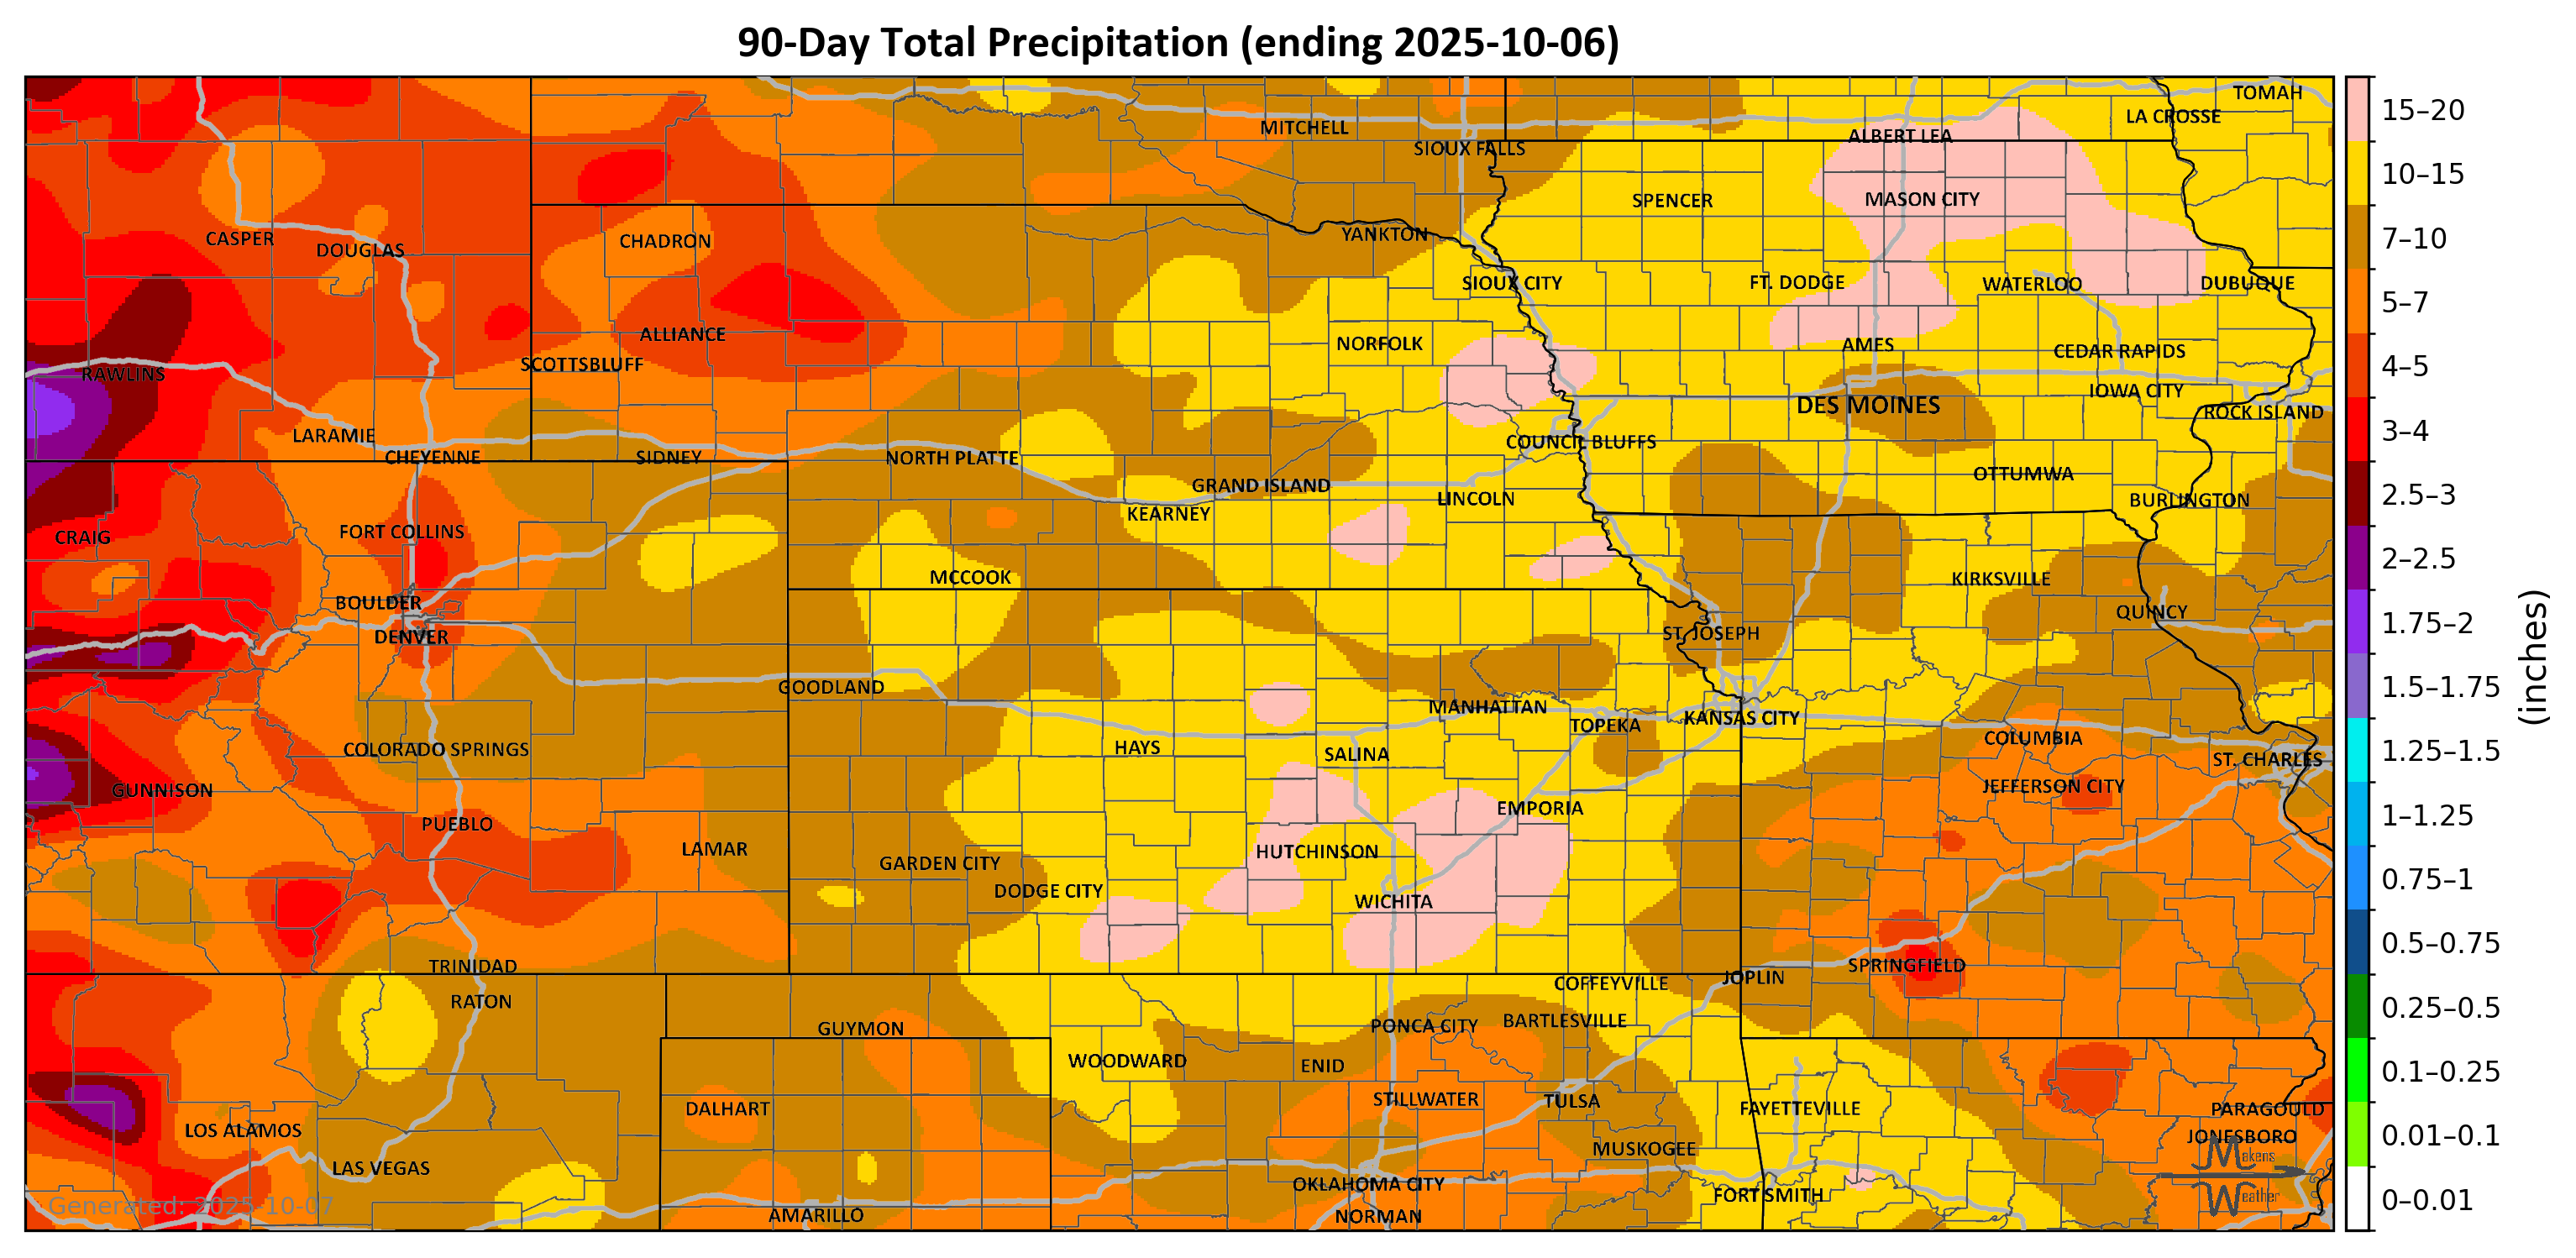 90-Day Total Precipitation (ending 2025-10-06)
TOMAH
LA CROSSE
MITCHELL
ALBERT LEA
SIOUX FALLS
SPENCER
MASON CITY
CASPER
DOUGLAS
CHADRON
YANKTON
SIOUX CITY
FT. DODGE
WATERLOO
DUBUQUE
ALLIANCE
NORFOLK
AMES
CEDAR RAPIDS
SCOTTSBLUFF
RAWLINS
IOWA CITY
DES MOINES
ROCK ISLAND
LARAMIE
COUNCIL BLUFFS
CHEYENNE
SIDNEY
NORTH PLATTE
OTTUMWA
GRAND ISLAND
LINCOLN
BURLINGTON
KEARNEY
CRAIG
FORT COLLINS
MCCOOK
KIRKSVILLE
BOULDER
QUINCY
DENVER
ST. JOSEPH
GOODLAND
MANHATTAN
TOPEKA
KANSAS CITY
COLUMBIA
COLORADO SPRINGS
HAYS
SALINA
ST. CHARLES
GUNNISON
JEFFERSON CITY
EMPORIA
PUEBLO
LAMAR
HUTCHINSON
GARDEN CITY
DODGE CITY
WICHITA
TRINIDAD
SPRINGFIELD
JOPLIN
COFFEYVILLE
RATON
GUYMON
PONCA CITY
BARTLESVILLE
WOODWARD
ENID
DALHART
STILLWATER
TULSA
FAYETTEVILLE
PARAGOULD
LOS ALAMOS
JONESBORO
MUSKOGEE
LAS VEGAS
OKLAHOMA CITY
FORT SMITH
AMARILLO
NORMAN
Makens
Weather
Generated: 2025-10-07
15–20
10–15
7–10
5–7
4–5
3–4
2.5–3
2–2.5
1.75–2
1.5–1.75
1.25–1.5
1–1.25
0.75–1
0.5–0.75
0.25–0.5
0.1–0.25
0.01–0.1
0–0.01
(inches)